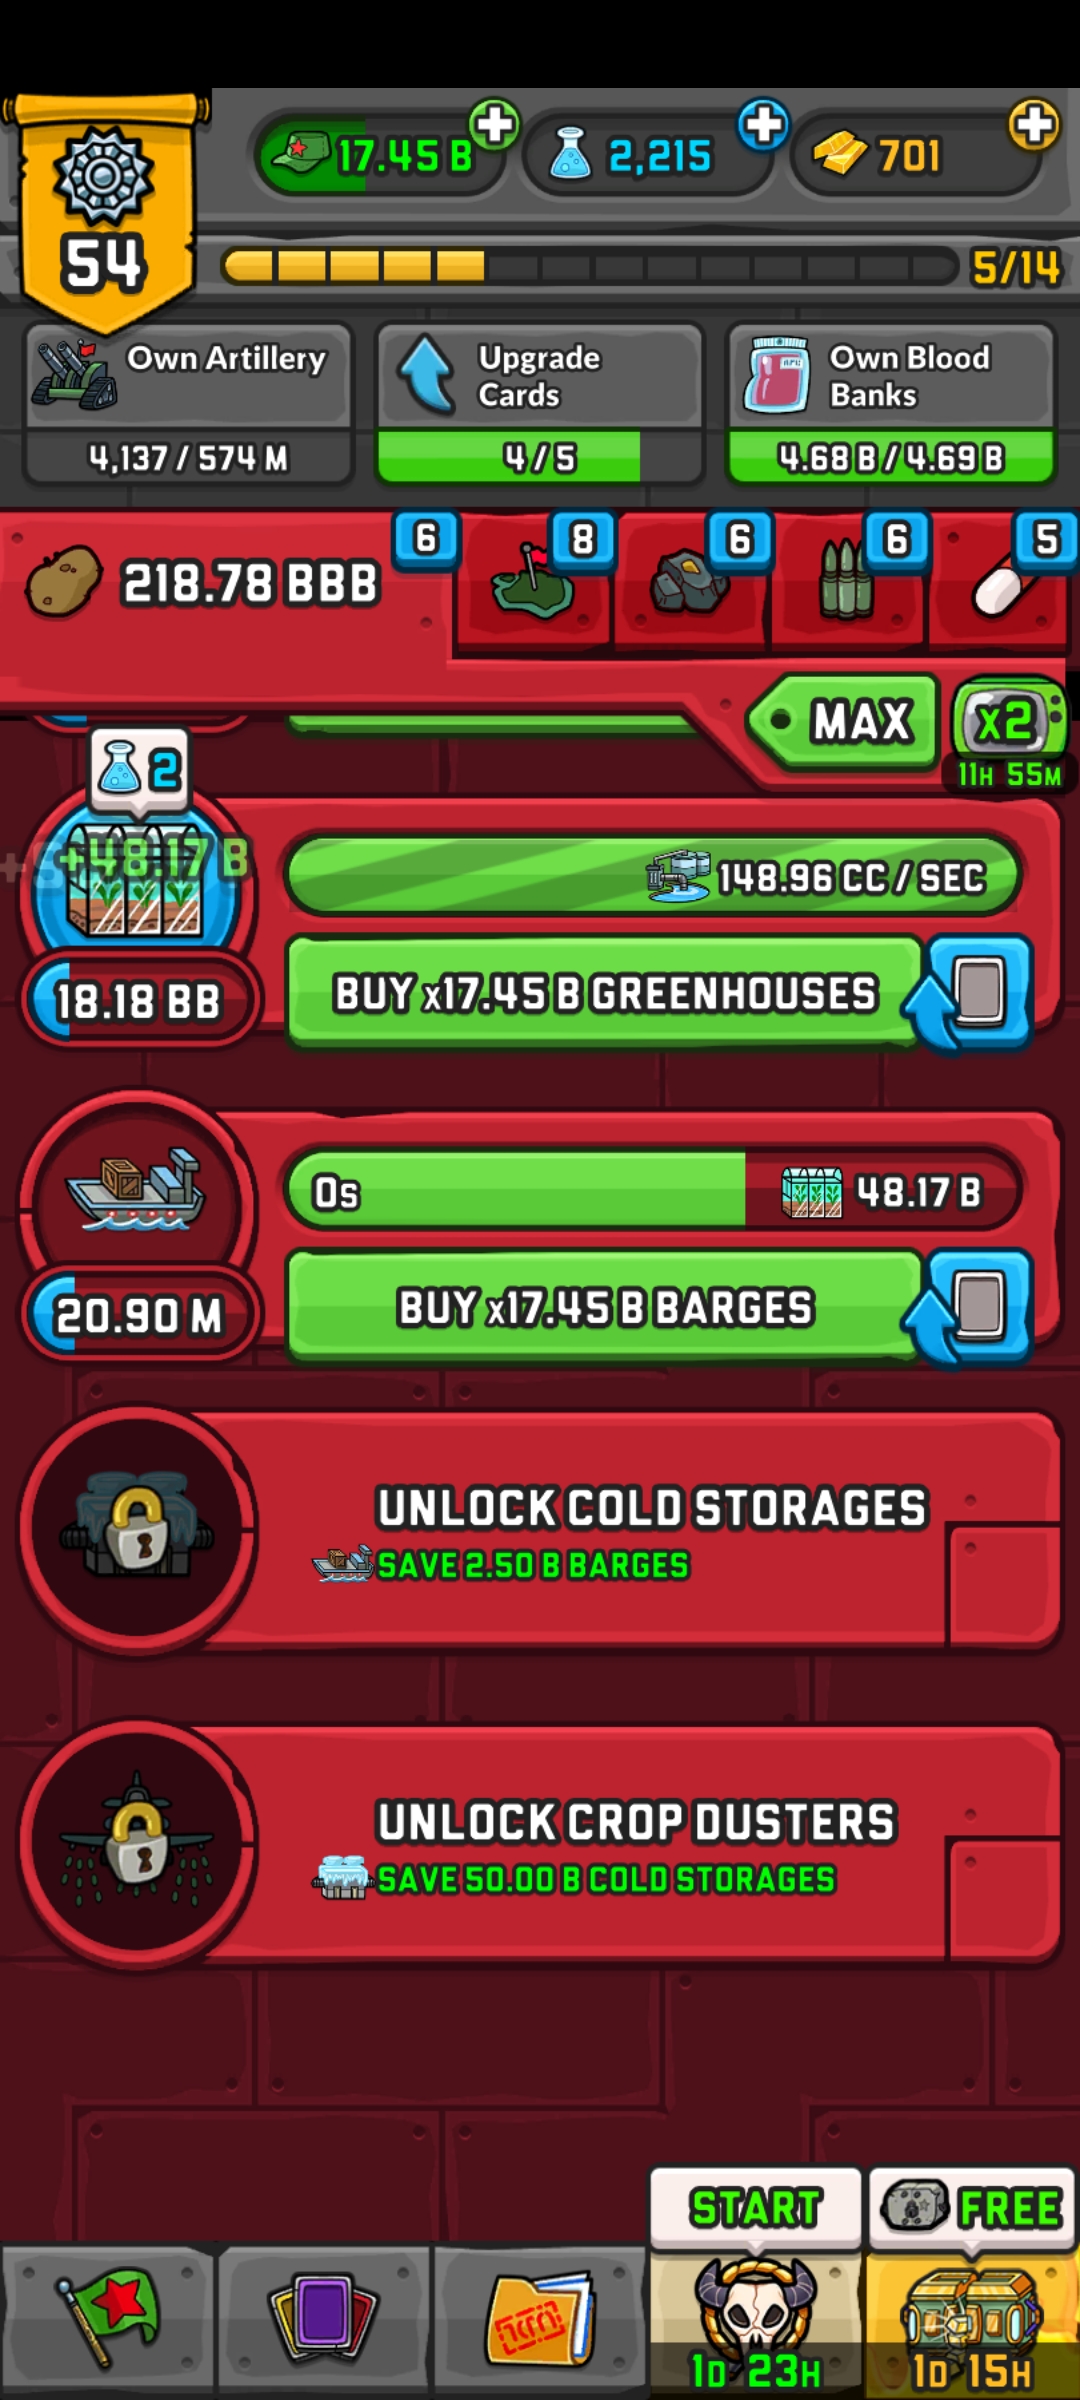 54
17.45 B
2,215
701
5/14
Own Artillery
4,137 / 574 M
Upgrade
Cards
4 / 5
Own Blood
Banks
4.68 B / 4.69 B
218.78 BBB
6
8
6
6
5
MAX
x2
11H 55M
2
+48.17 B
148.96 CC / SEC
18.18 BB
BUY x17.45 B GREENHOUSES
0s
48.17 B
20.90 M
BUY x17.45 B BARGES
UNLOCK COLD STORAGES
SAVE 2.50 B BARGES
UNLOCK CROP DUSTERS
SAVE 50.00 B COLD STORAGES
START
FREE
1D 23H
1D 15H